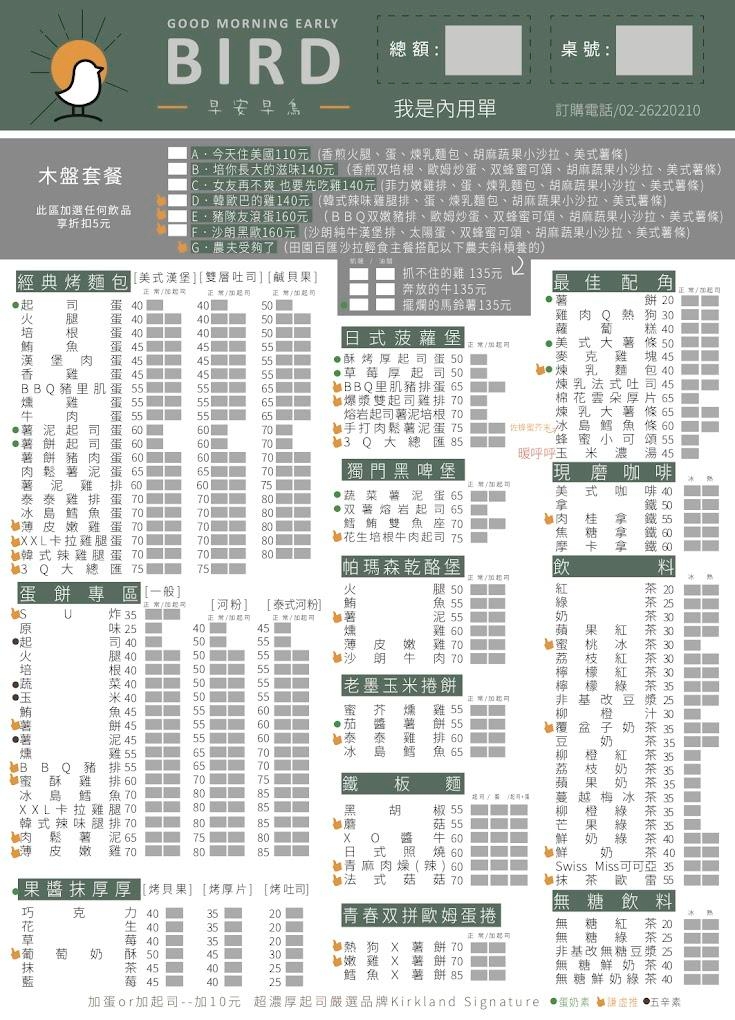 GOOD MORNING EARLY
BIRD
早安早鳥
總額:
桌號:
我是內用單
訂購電話/02-26220210
木盤套餐
此區加選任何飲品
享折扣5元
A．今天住美國110元 (香煎火腿、蛋、煉乳麵包、胡麻蔬果小沙拉、美式薯條)
B．培你長大的滋味140元 (香煎双培根、歐姆炒蛋、双蜂蜜可頌、胡麻蔬果小沙拉、美式薯條)
C．女友再不爽 也要先吃雞140元 (菲力嫩雞排、蛋、煉乳麵包、胡麻蔬果小沙拉、美式薯條)
D．韓歐巴的雞140元 (韓式辣味雞腿排、蛋、煉乳麵包、胡麻蔬果小沙拉、美式薯條)
E．豬隊友滾蛋160元 (BBQ双嫩豬排、歐姆炒蛋、双蜂蜜可頌、胡麻蔬果小沙拉、美式薯條)
F．沙朗黑歐160元 (沙朗純牛漢堡排、太陽蛋、双蜂蜜可頌、胡麻蔬果小沙拉、美式薯條)
G．農夫受夠了 (田園百匯沙拉輕食主餐搭配以下農夫斜槓養的)
抓不住的雞 135元
奔放的牛135元
擺爛的馬鈴薯135元
經典烤麵包 [美式漢堡] [雙層吐司] [鹹貝果]
正常/加起司 正常/加起司 正常/加起司
起司蛋 40 40 50
火腿蛋 40 40 50
培根蛋 40 40 50
鮪魚蛋 45 45 55
漢堡肉蛋 45 45 55
香雞蛋 45 45 55
BBQ豬里肌蛋 55 55 65
燻雞蛋 55 55 65
牛肉蛋 55 55 65
薯泥起司蛋 60 60 70
薯餅起司蛋 60 60 70
薯餅豬肉蛋 60 60 70
肉鬆薯泥蛋 65 65 75
薯泥雞排 60 60 70
泰泰雞排蛋 70 70 80
冰島鱈魚蛋 70 70 80
薄皮嫩雞蛋 70 70 80
XXL卡拉雞腿蛋 70 70 80
韓式辣雞腿蛋 70 70 80
3Q大總匯 75 75
蛋餅專區 [一般] [河粉] [泰式河粉]
正常/加起司 正常/加起司 正常/加起司
SU炸 35
原味 25 40 45
起司 40 50 55
火腿 40 50 55
培根 40 50 55
蔬菜 40 50 55
玉米 40 50 55
鮪魚 45 55 60
薯餅 45 55 60
薯泥 45 55 60
燻雞 55 65 70
BBQ豬排 55 65 70
蜜酥雞排 60 70 75
冰島鱈魚 70 80 85
XXL卡拉雞排 70 80 85
韓式辣味腿排 70 80 85
肉鬆薯泥 65 75 80
薄皮嫩雞 70 80 85
果醬抹厚厚 [烤貝果] [烤厚片] [烤吐司]
巧克力 40 35 20
花生 40 35 20
草莓 40 35 20
葡萄奶酥 50 45 30
抹茶 45 40 25
藍莓 45 40 25
日式菠蘿堡 正常/加起司
酥烤厚起司蛋 50
草莓厚起司 50
BBQ里肌豬排蛋 65
爆漿雙起司雞排 70
熔岩起司薯泥培根 70
手打肉鬆薯泥蛋 75
3Q大總匯 85
獨門黑啤堡 正常/加起司
蔬菜薯泥蛋 65
双薯熔岩起司 65
鱈鮪雙魚座 70
花生培根牛肉起司 75
帕瑪森乾酪堡 正常/加起司
火腿 50
鮪魚 55
燻雞 60
薄皮嫩雞 70
沙朗牛肉 70
老墨玉米捲餅 正常/加起司
蜜芥燻雞 55
茄醬薯餅 55
泰泰雞排 60
冰島鱈魚 60
鐵板麵 起司/蛋/起司+蛋
黑胡椒 55
蘑菇 55
XO醬牛 60
日式照燒 60
青麻肉燥(辣) 60
法式菇菇 70
青春双拼歐姆蛋捲
正常/加起司
熱狗X薯餅 70
嫩雞X薯餅 70
鱈魚X薯餅 85
最佳配角 正常/加起司
薯餅 20
雞肉Q熱狗 30
蘿蔔糕 40
美式大薯條 50
麥克雞塊 45
煉乳麵包 40
煉乳法式吐司 45
棉花雲朵厚片 65
煉乳大薯條 65
佐蜂蜜芥末 冰島鱈魚條 60
蜂蜜小可頌 55
暖呼呼 玉米濃湯 45
現磨咖啡 冰 熱
美式咖啡 40
拿鐵 50
肉桂拿鐵 55
焦糖拿鐵 60
摩卡拿鐵 60
飲料 冰 熱
紅茶 20
綠茶 25
奶茶 30
蘋果紅茶 30
蜜桃冰茶 30
荔枝紅茶 30
檸檬紅茶 30
檸檬綠茶 35
非基改豆漿 25
柳橙汁 30
覆盆子奶茶 35
豆奶茶 35
柳橙紅茶 35
荔枝奶茶 35
蘋果奶茶 35
蔓越梅冰茶 35
柳橙綠茶 35
芒果綠茶 35
鮮奶綠茶 40
鮮奶茶 40
Swiss Miss可可亞 35
抹茶歐蕾 55
無糖飲料 冰 熱
無糖紅茶 20
無糖綠茶 25
非基改無糖豆漿 25
無糖鮮奶茶 40
無糖鮮奶綠 40
加蛋or加起司--加10元 超濃厚起司嚴選品牌Kirkland Signature 蛋奶素 謙虛推 五辛素